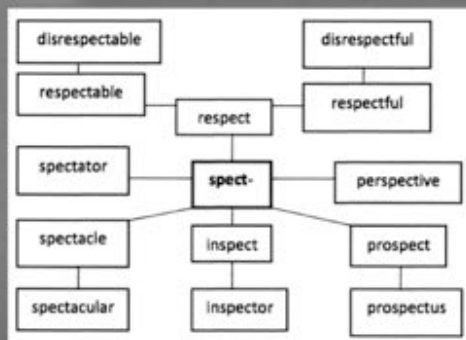 disrespectable
disrespectful
respectable
respectful
respect
spectator
spect-
perspective
spectacle
inspect
prospect
spectacular
Inspector
prospectus